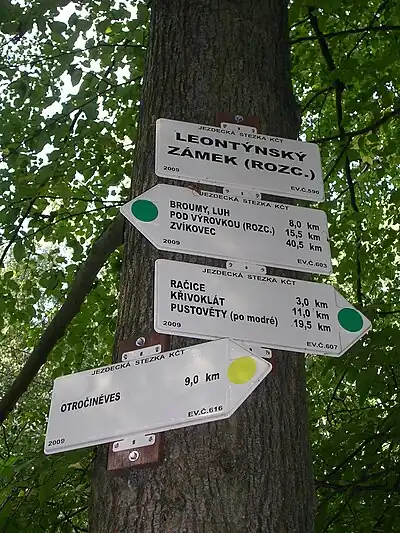 JEZDECKÁ STEZKA KČT
LEONTÝNSKÝ
ZÁMEK (ROZC.)
2009 EV.Č.590
JEZDECKÁ STEZKA KČT
BROUMY, LUH 8,0 km
POD VÝROVKOU (ROZC.) 15,5 km
ZVÍKOVEC 40,5 km
2009 EV.Č.603
JEZDECKÁ STEZKA KČT
RAČICE 3,0 km
KŘIVOKLÁT 11,0 km
PUSTOVĚTY (po modré) 19,5 km
2009 EV.Č.607
JEZDECKÁ STEZKA KČT
OTROČINĚVES 9,0 km
2009 EV.Č.616